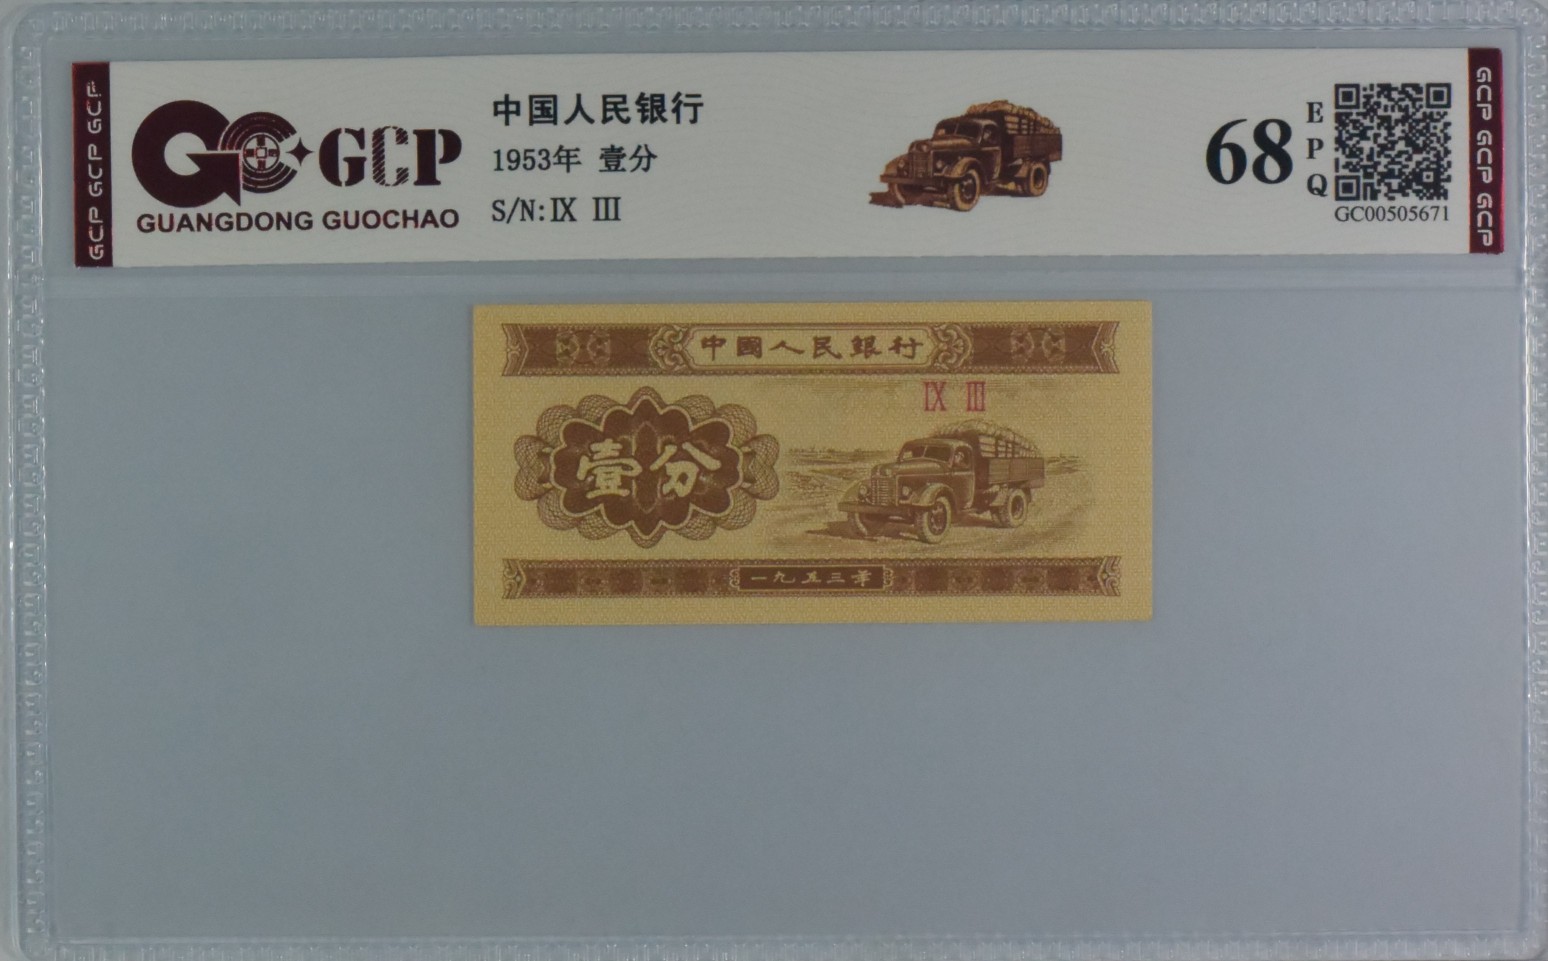 GCP GCP GCP
GCP
GUANGDONG GUOCHAO
中国人民银行
1953年 壹分
S/N:Ⅸ Ⅲ
68
EPQ
GC00505671
GCP GCP GCP
中國人民銀行
Ⅸ Ⅲ
壹分
一九五三年